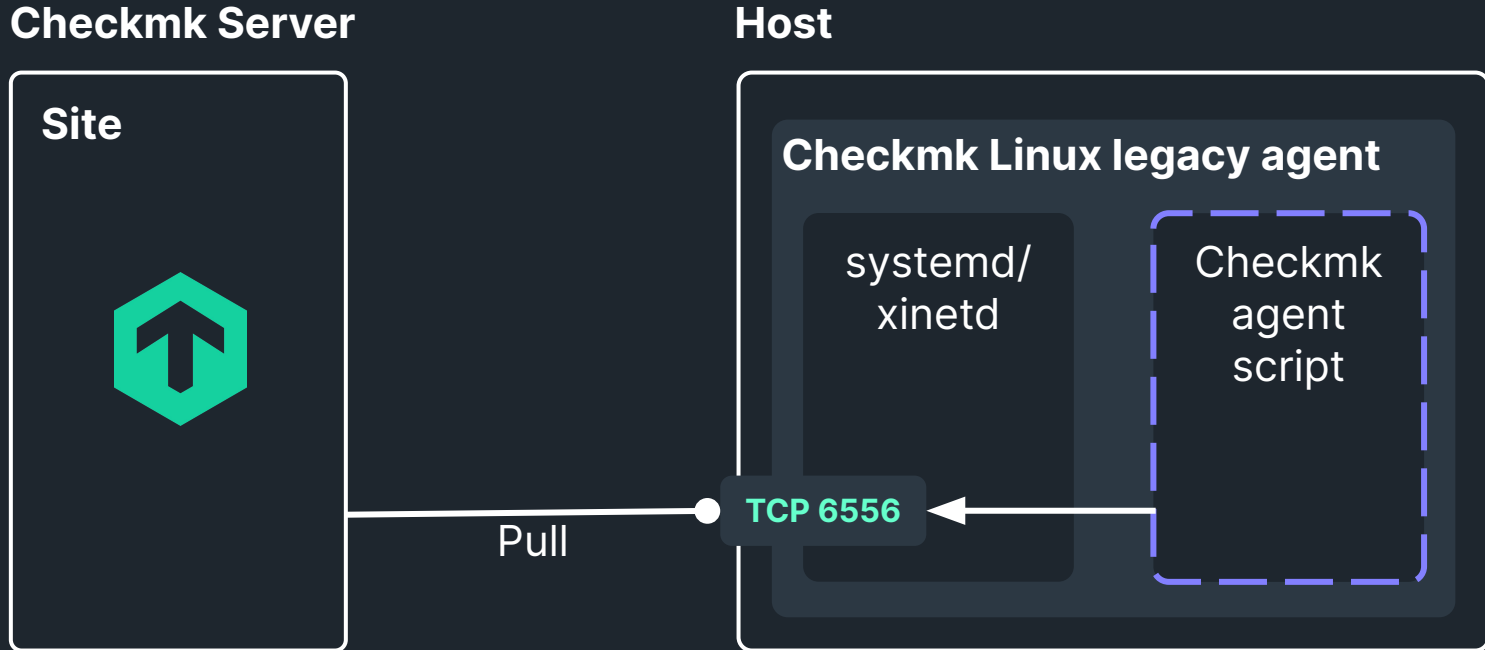 Checkmk Server
Host
Site
Checkmk Linux legacy agent
systemd/
xinetd
Checkmk
agent
script
TCP 6556
Pull